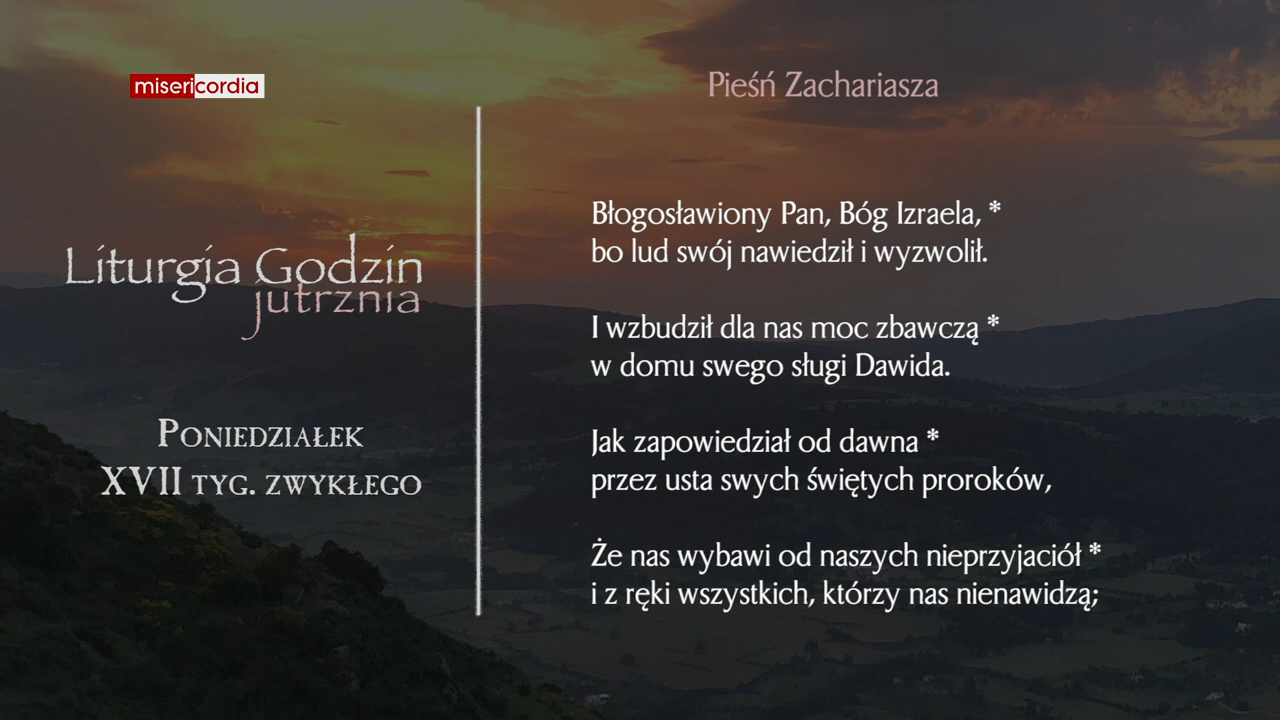 misericordia
Liturgia Godzin
jutrznia
Poniedziałek
XVII tyg. zwykłego
Pieśń Zachariasza
Błogosławiony Pan, Bóg Izraela, *
bo lud swój nawiedził i wyzwolił.
I wzbudził dla nas moc zbawczą *
w domu swego sługi Dawida.
Jak zapowiedział od dawna *
przez usta swych świętych proroków,
Że nas wybawi od naszych nieprzyjaciół *
i z ręki wszystkich, którzy nas nienawidzą;